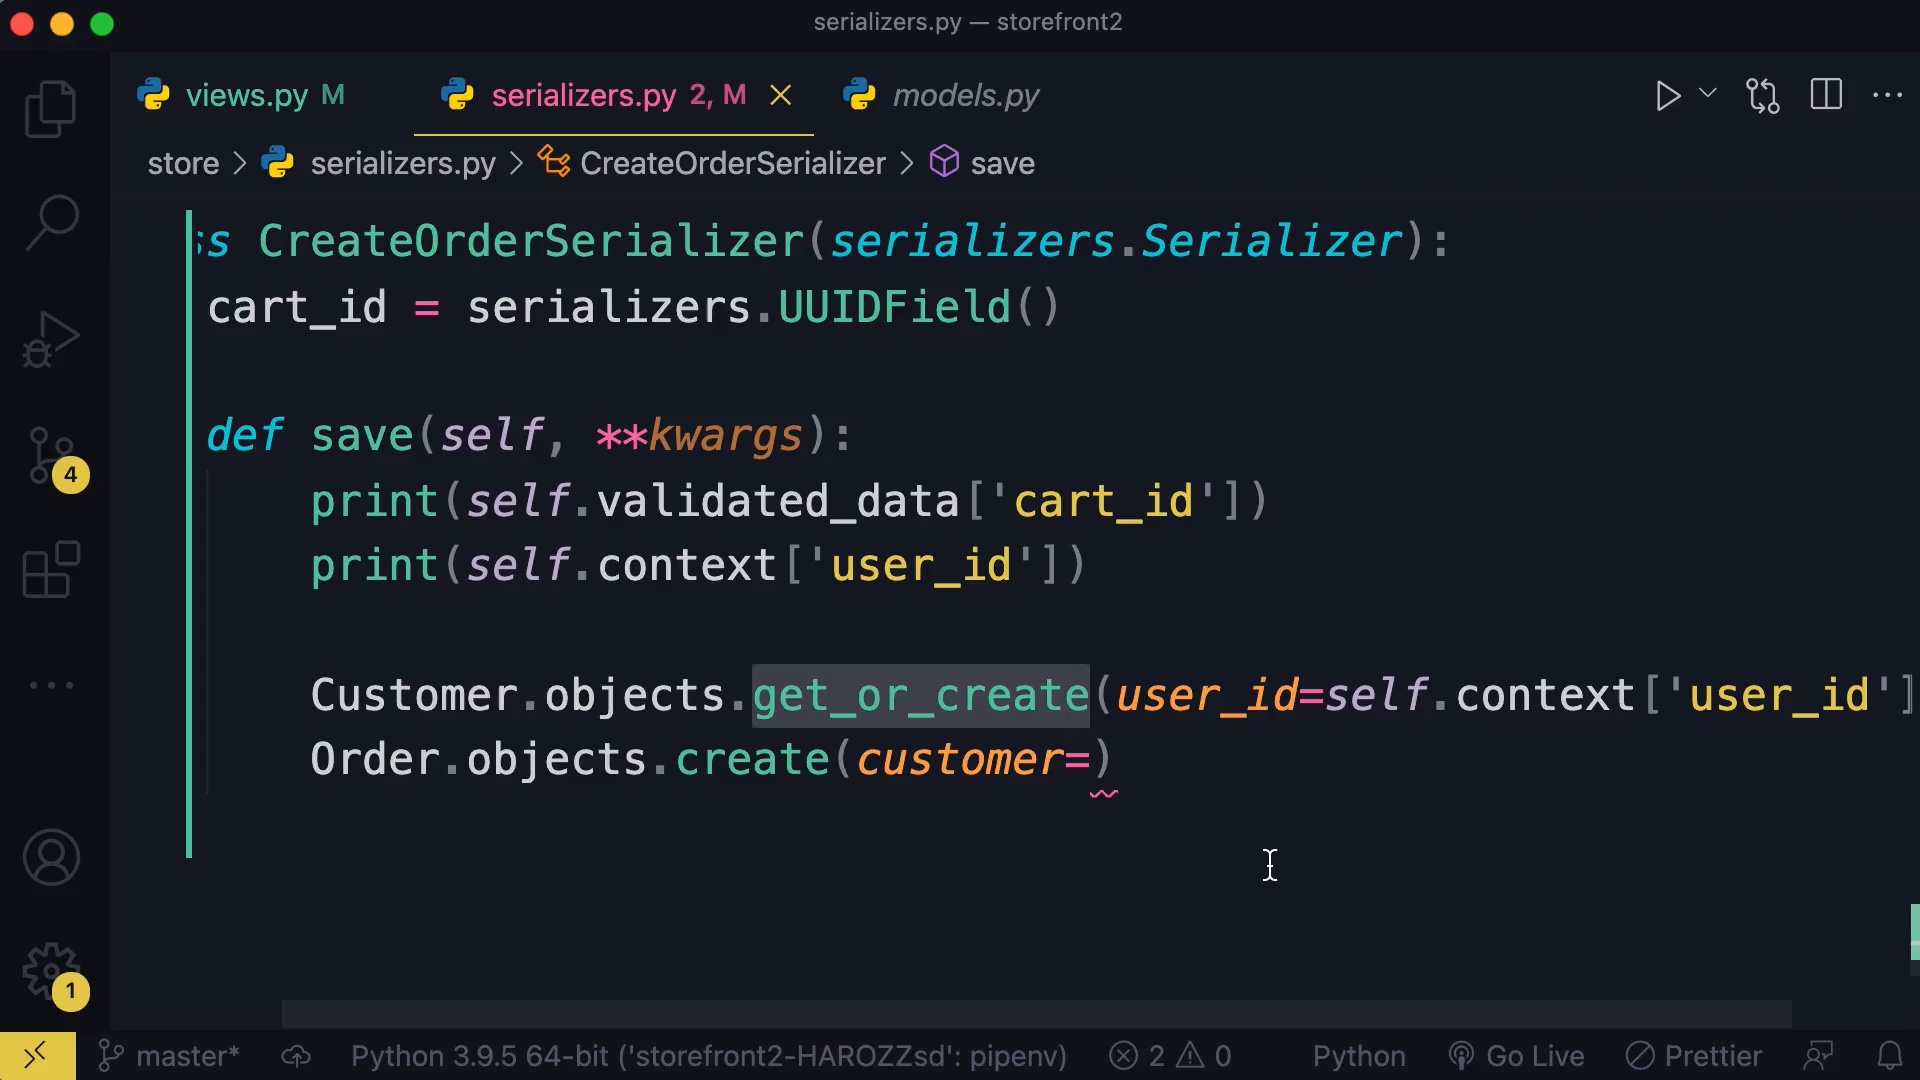 serializers.py — storefront2
views.py M serializers.py 2, M models.py
store > serializers.py > CreateOrderSerializer > save
ss CreateOrderSerializer(serializers.Serializer):
cart_id = serializers.UUIDField()
def save(self, **kwargs):
print(self.validated_data['cart_id'])
print(self.context['user_id'])
4
Customer.objects.get_or_create(user_id=self.context['user_id']
Order.objects.create(customer=)
1
master* Python 3.9.5 64-bit ('storefront2-HAROZZsd': pipenv) 2 0 Python Go Live Prettier